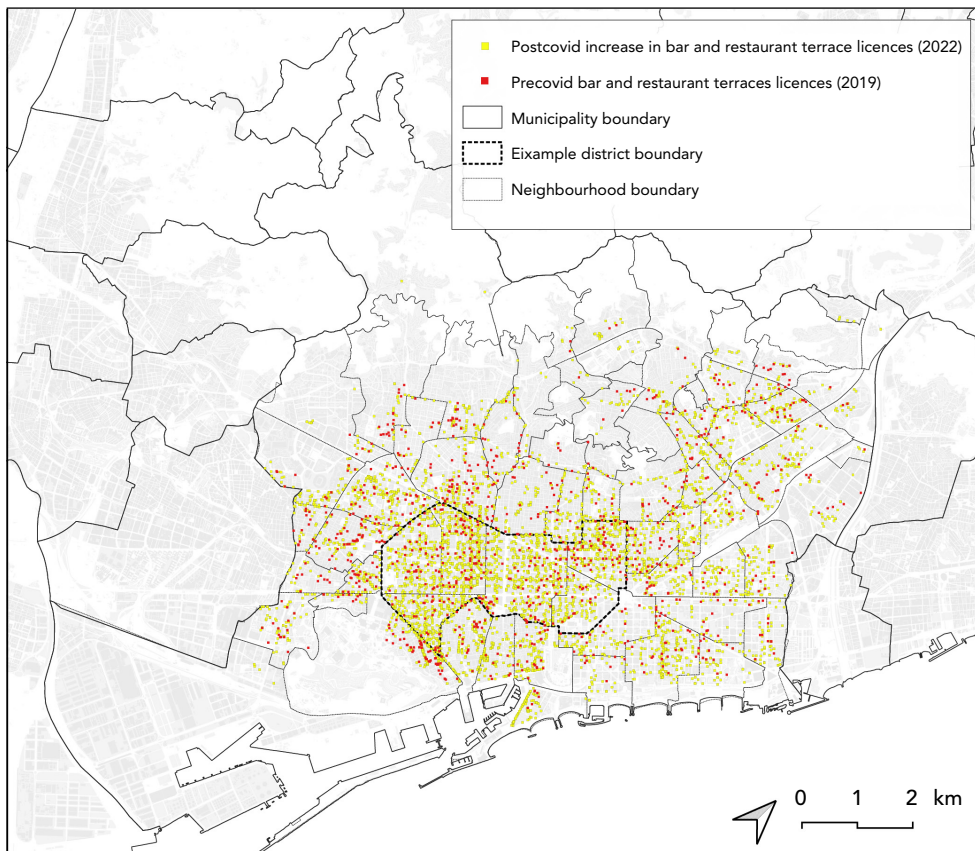 Postcovid increase in bar and restaurant terrace licences (2022)
Precovid bar and restaurant terraces licences (2019)
Municipality boundary
Eixample district boundary
Neighbourhood boundary
0 1 2 km